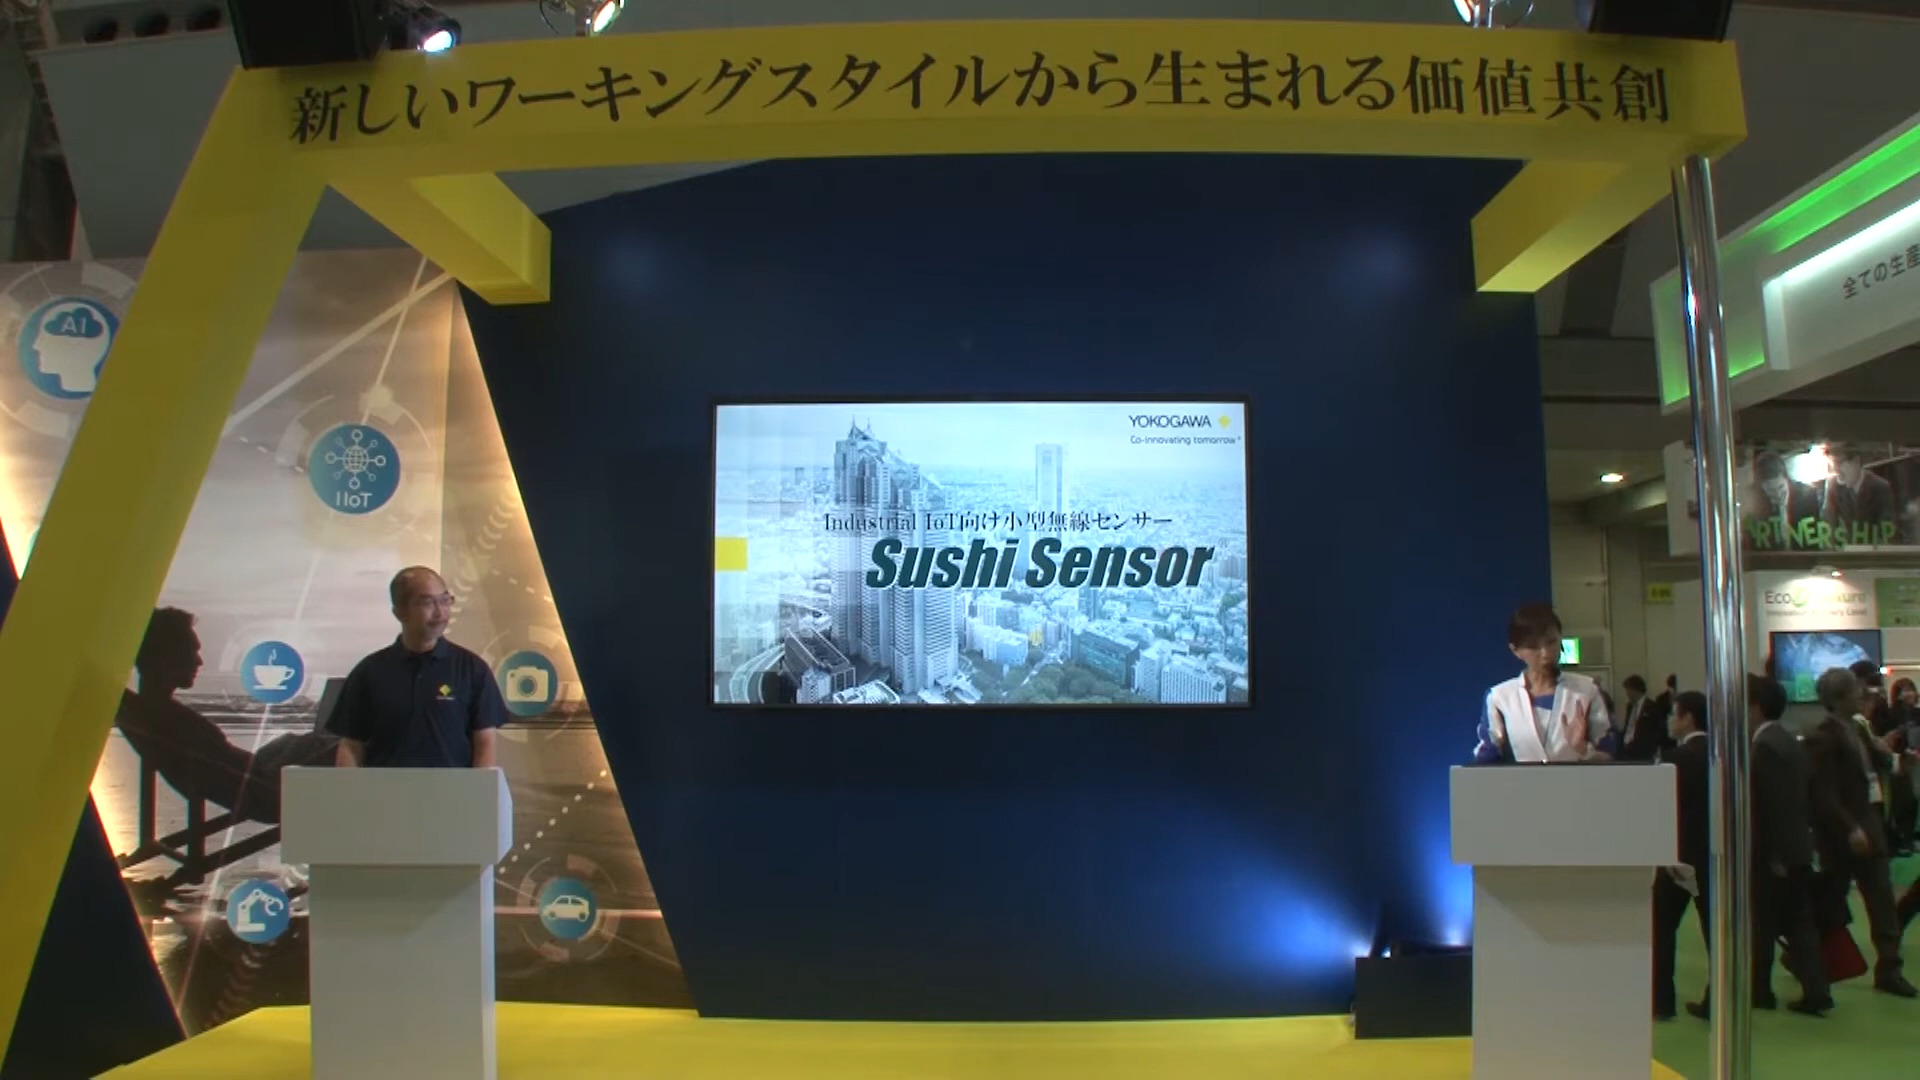 新しいワーキングスタイルから生まれる価値共創
全ての生産
AI
IIoT
YOKOGAWA
Co-innovating tomorrow®
Industrial IoT向け小型無線センサー
Sushi Sensor®
ARTNERSHIP